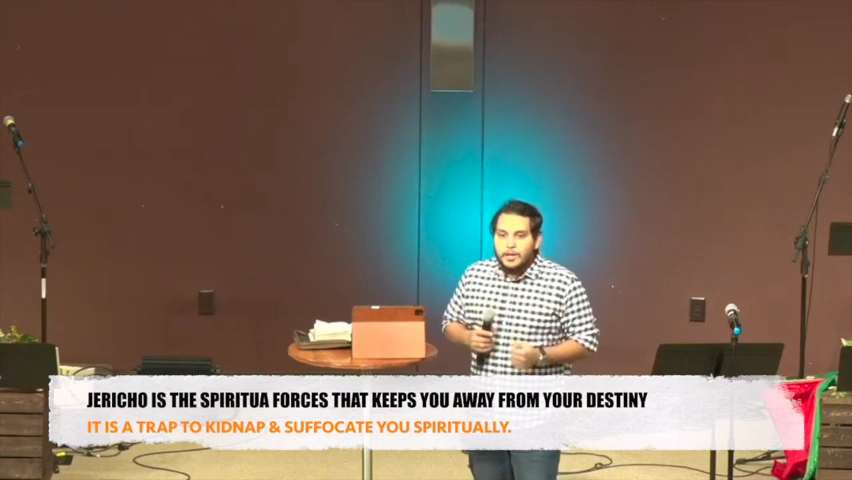 JERICHO IS THE SPIRITUA FORCES THAT KEEPS YOU AWAY FROM YOUR DESTINY
IT IS A TRAP TO KIDNAP & SUFFOCATE YOU SPIRITUALLY.